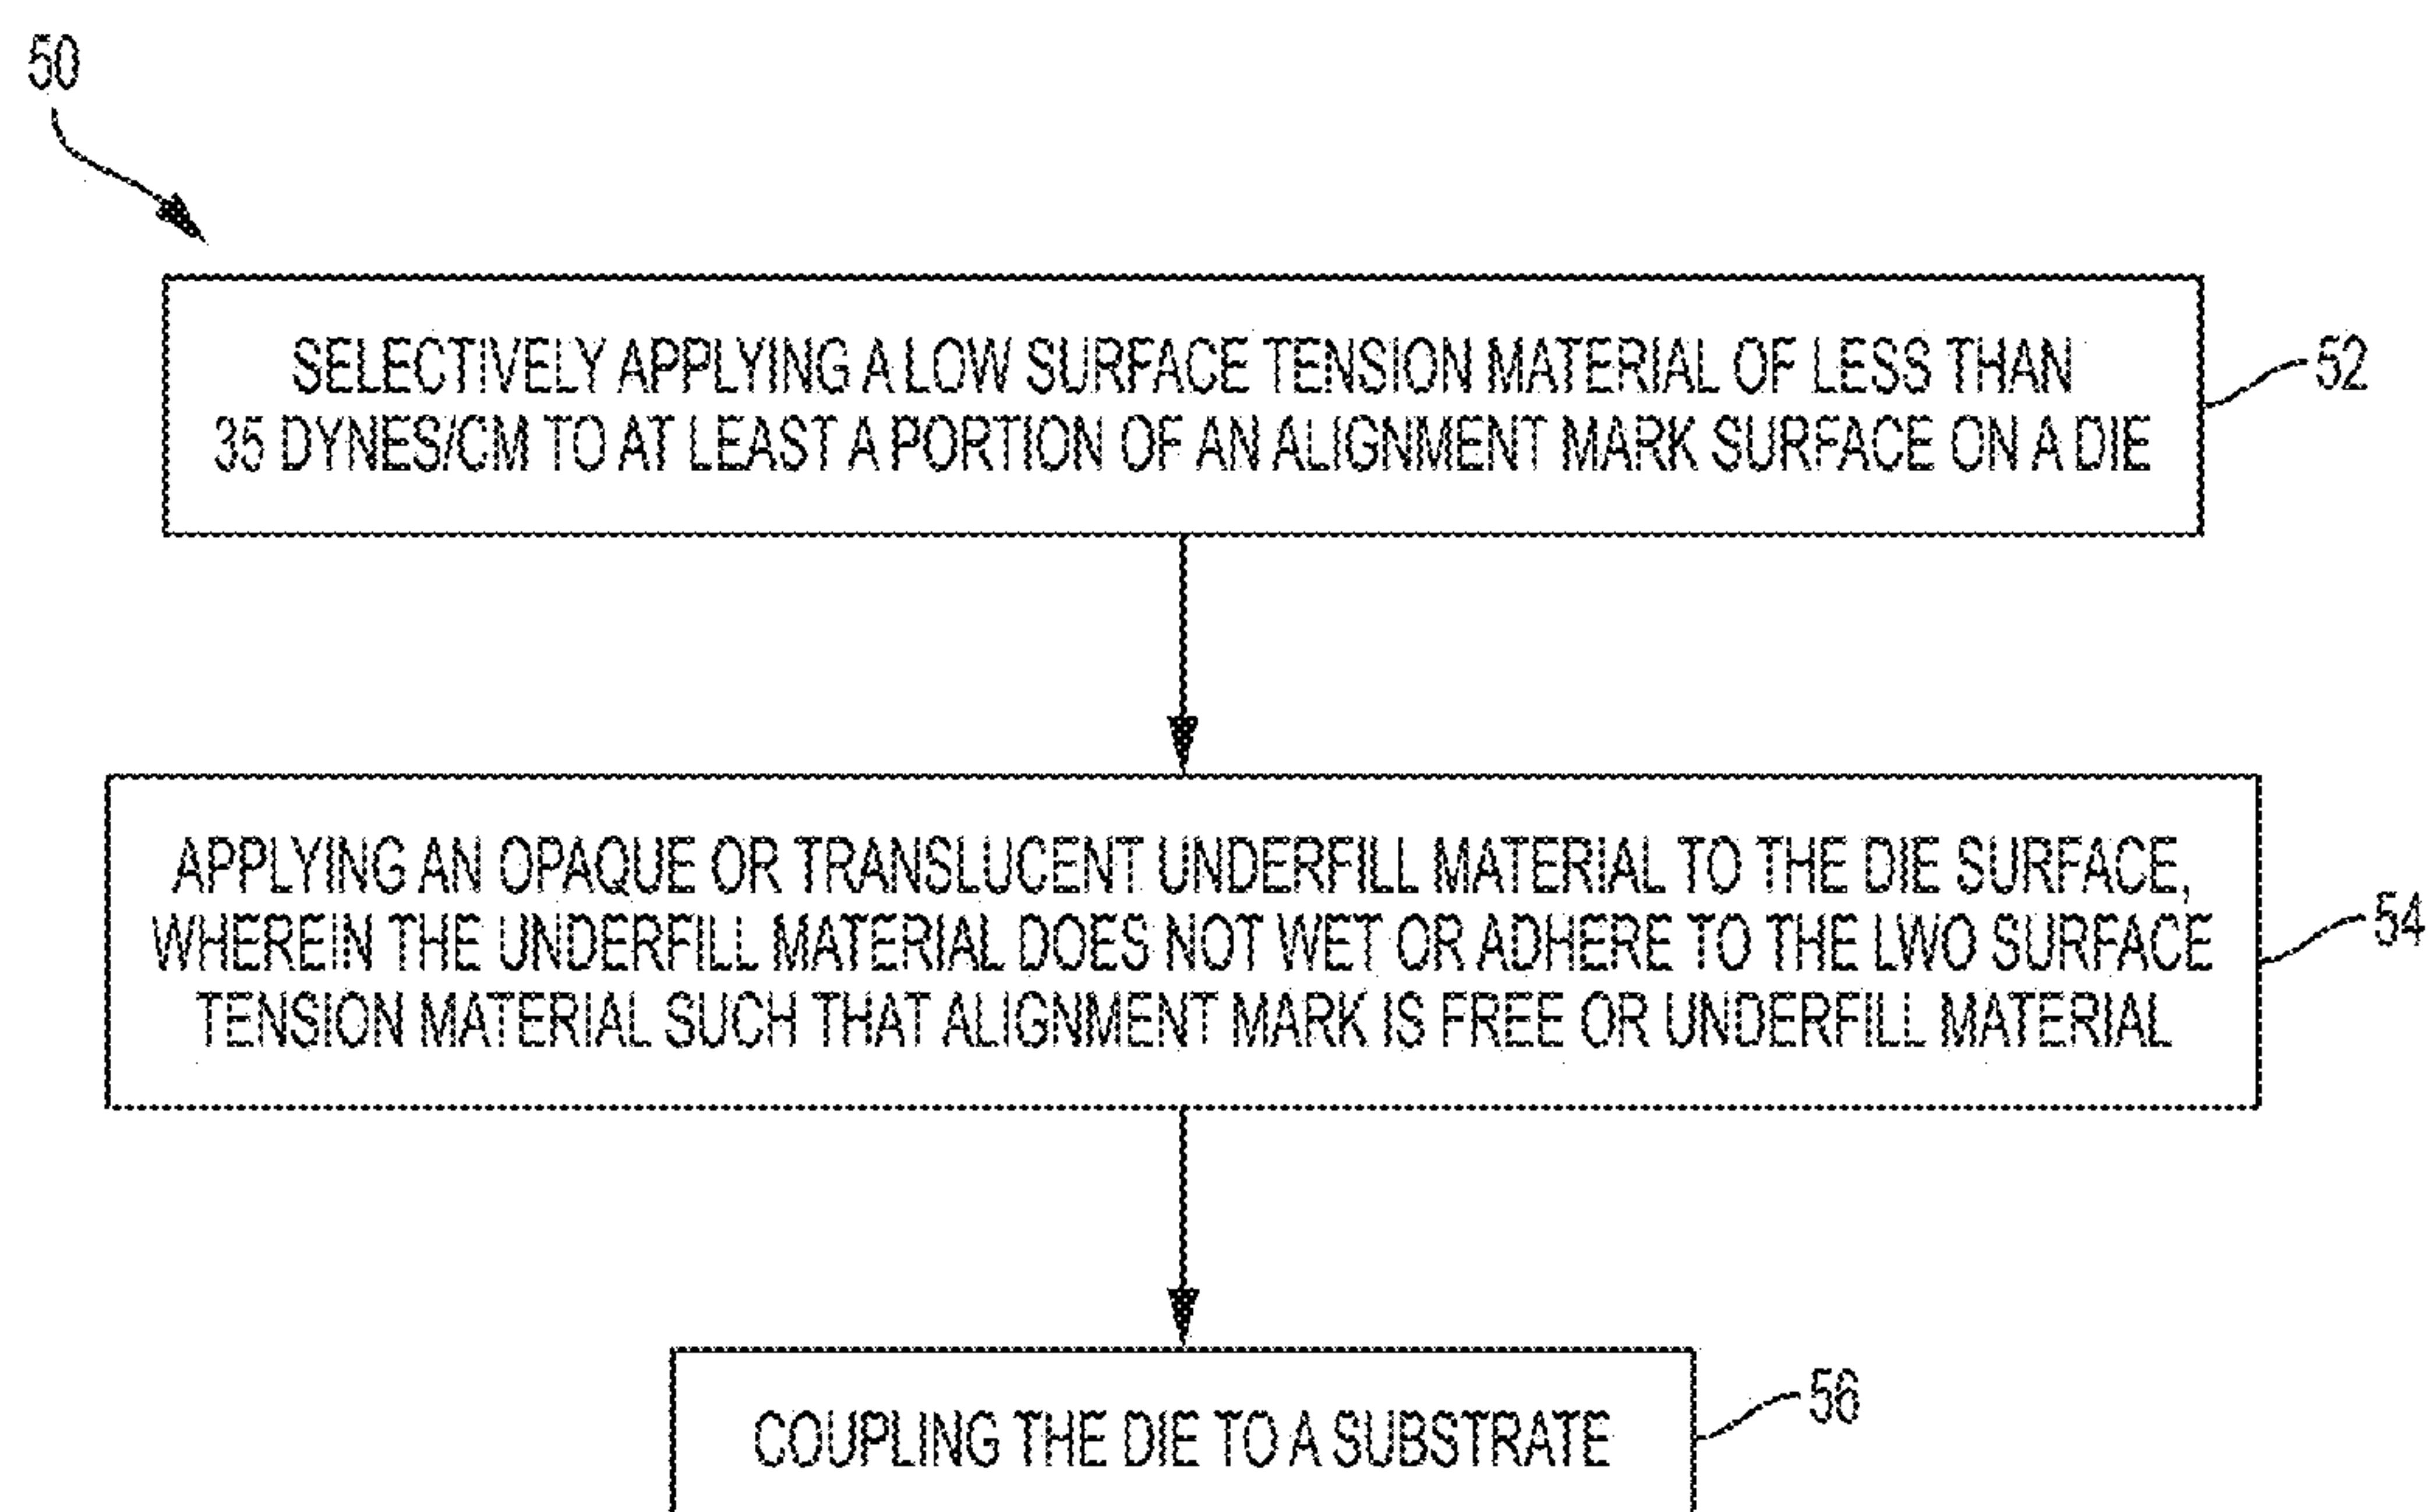 50
SELECTIVELY APPLYING A LOW SURFACE TENSION MATERIAL OF LESS THAN
35 DYNES/CM TO AT LEAST A PORTION OF AN ALIGNMENT MARK SURFACE ON A DIE
52
APPLYING AN OPAQUE OR TRANSLUCENT UNDERFILL MATERIAL TO THE DIE SURFACE,
WHEREIN THE UNDERFILL MATERIAL DOES NOT WET OR ADHERE TO THE LWO SURFACE
TENSION MATERIAL SUCH THAT ALIGNMENT MARK IS FREE OR UNDERFILL MATERIAL
54
COUPLING THE DIE TO A SUBSTRATE
56